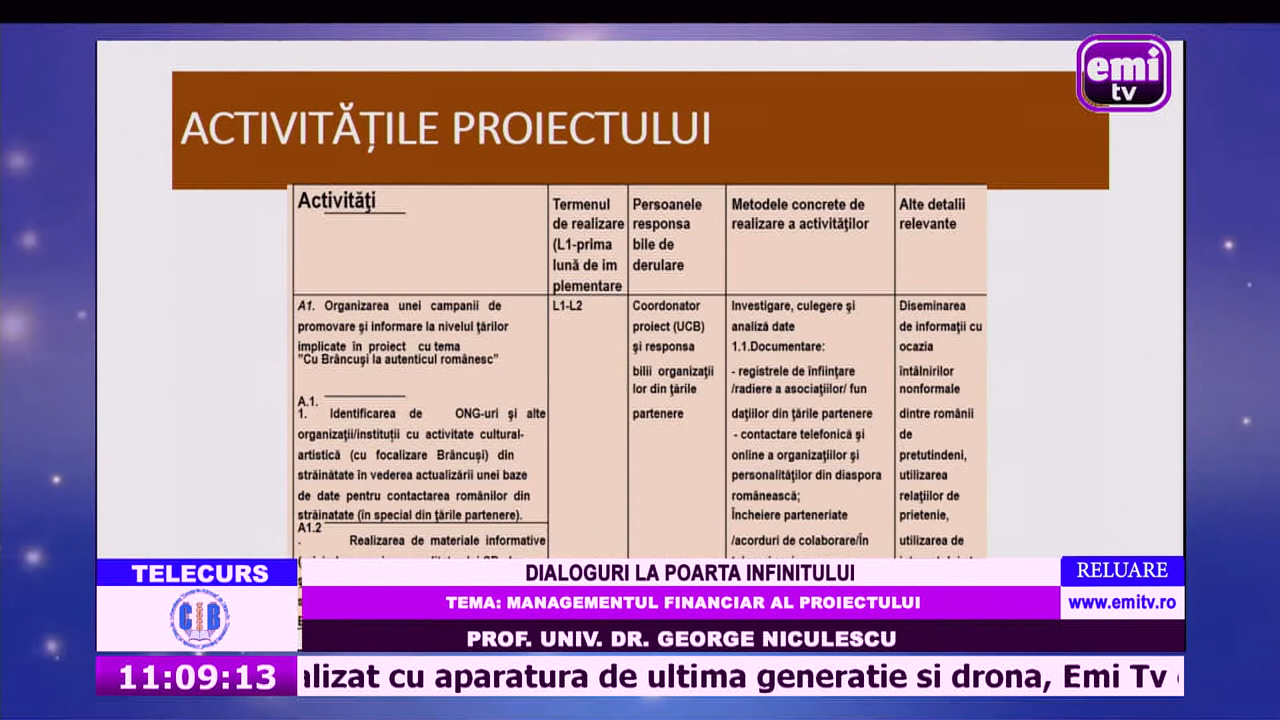 emi
tv
ACTIVITĂȚILE PROIECTULUI
Activităţi
Termenul
de realizare
(L1-prima
lună de im
plementare
Persoanele
responsa
bile de
derulare
Metodele concrete de
realizare a activităţilor
Alte detalii
relevante
A1. Organizarea unei campanii de
promovare şi informare la nivelul ţărilor
implicate în proiect cu tema
"Cu Brâncuşi la autenticul românesc"
A.1.
1. Identificarea de ONG-uri şi alte
organizaţii/instituţii cu activitate cultural-
artistică (cu focalizare Brâncuşi) din
străinătate în vederea actualizării unei baze
de date pentru contactarea românilor din
străinatate (în special din ţările partenere).
A1.2
. Realizarea de materiale informative
L1-L2
Coordonator
proiect (UCB)
şi responsa
bilii organizaţii
lor din ţările
partenere
Investigare, culegere şi
analiză date
1.1.Documentare:
- registrele de înfiinţare
/radiere a asociaţiilor/ fun
daţiilor din ţările partenere
- contactare telefonică şi
online a organizaţiilor şi
personalităţilor din diaspora
românească;
Încheiere parteneriate
/acorduri de colaborare/în
Diseminarea
de informaţii cu
ocazia
întâlnirilor
nonformale
dintre românii
de
pretutindeni,
utilizarea
relaţiilor de
prietenie,
utilizarea de
TELECURS
CB
DIALOGURI LA POARTA INFINITULUI
TEMA: MANAGEMENTUL FINANCIAR AL PROIECTULUI
PROF. UNIV. DR. GEORGE NICULESCU
RELUARE
www.emitv.ro
11:09:13
alizat cu aparatura de ultima generatie si drona, Emi Tv